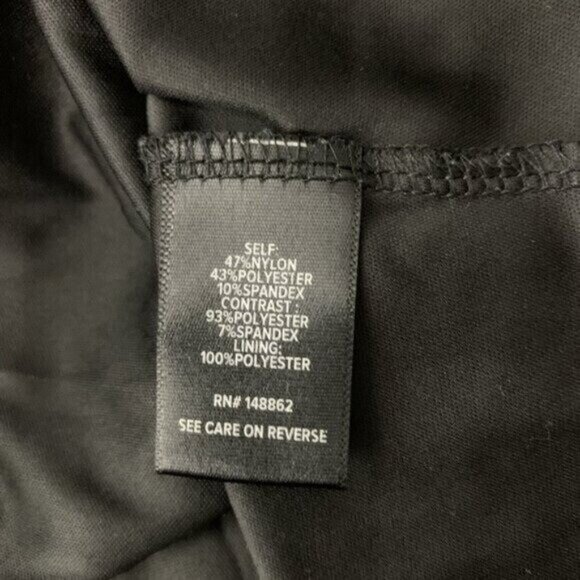 SELF:
47%NYLON
43%POLYESTER
10%SPANDEX
CONTRAST :
93%POLYESTER
7%SPANDEX
LINING:
100%POLYESTER
RN# 148862
SEE CARE ON REVERSE